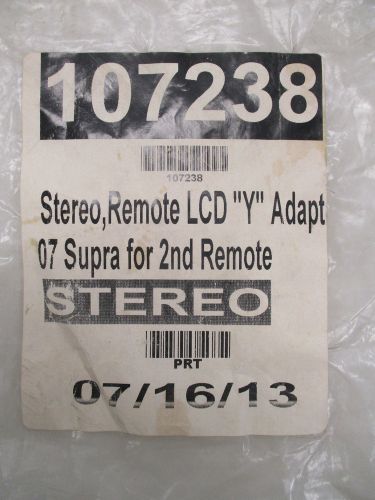 107238
107238
Stereo,Remote LCD "Y" Adapt
07 Supra for 2nd Remote
STEREO
PRT
07/16/13